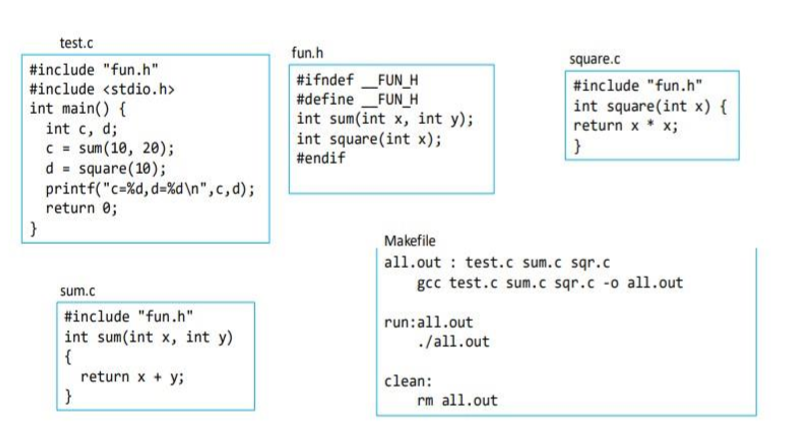 test.c
#include "fun.h"
#include <stdio.h>
int main() {
  int c, d;
  c = sum(10, 20);
  d = square(10);
  printf("c=%d,d=%d\n",c,d);
  return 0;
}
fun.h
#ifndef __FUN_H
#define __FUN_H
int sum(int x, int y);
int square(int x);
#endif
square.c
#include "fun.h"
int square(int x) {
return x * x;
}
sum.c
#include "fun.h"
int sum(int x, int y)
{
  return x + y;
}
Makefile
all.out : test.c sum.c sqr.c
    gcc test.c sum.c sqr.c -o all.out
run:all.out
    ./all.out
clean:
    rm all.out